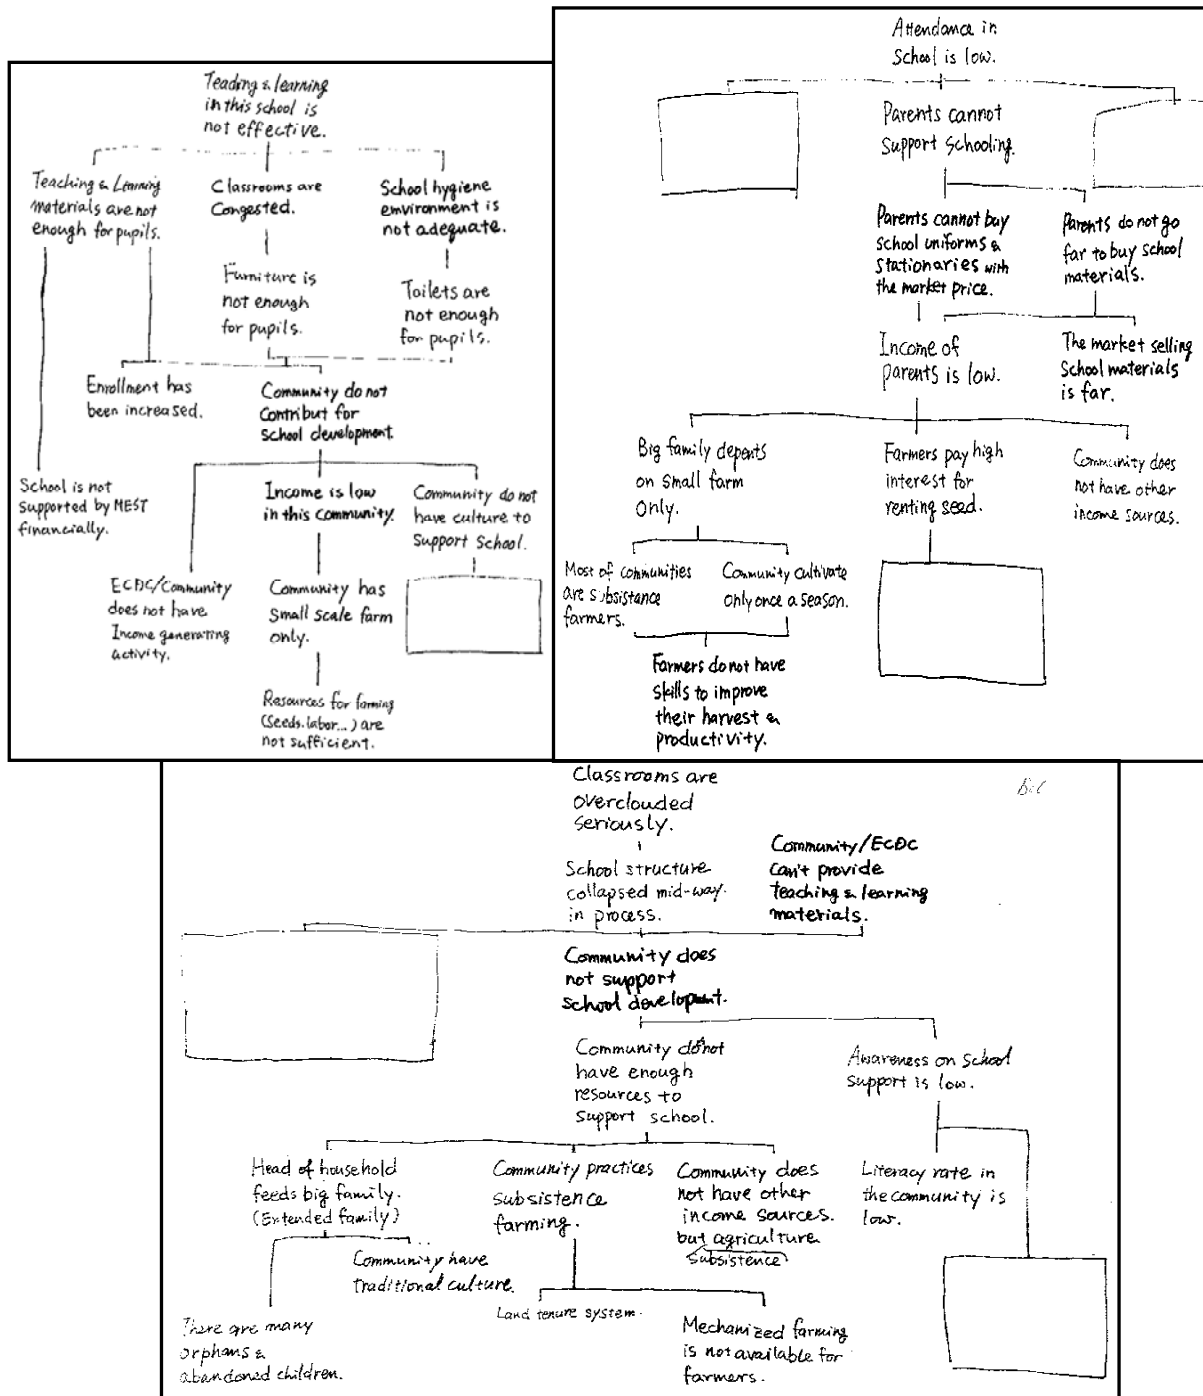 Teading & learning
in this school is
not effective.
Teaching & Learning
materials are not
enough for pupils.
Classrooms are
Congested.
School hygiene
environment is
not adequate.
Furniture is
not enough
for pupils.
Toilets are
not enough
for pupils.
Enrollment has
been increased.
Community do not
Contribut for
School development.
School is not
Supported by MEST
financially.
Income is low
in this Community.
Community do not
have culture to
Support School.
ECDC/Community
does not have
Income generating
activity.
Community has
Small scale farm
only.
Resources for farming
(Seeds.labor...) are
not sufficient.
Attendance in
School is low.
Parents cannot
Support Schooling.
Parents cannot buy
school uniforms &
Stationaries with
the market price.
Parents do not go
far to buy school
materials.
Income of
parents is low.
The market selling
School materials
is far.
Big family depents
on Small farm
Only.
Farmers pay high
interest for
renting seed.
Community does
not have other
income sources.
Most of communities
are subsistance
farmers.
Community cultivate
only once a season.
Farmers do not have
skills to improve
their harvest &
productivity.
Classrooms are
overclouded
seriously.
School structure
collapsed mid-way
in process.
Community/ECDC
can't provide
teaching & learning
materials.
Community does
not support
school development.
Community do not
have enough
resources to
support school.
Awareness on School
support is low.
Head of household
feeds big family.
(Extended family)
Community practices
subsistence
farming.
Community does
not have other
income sources.
but agriculture
subsistence
Literacy rate in
the community is
low.
Community have
traditional culture.
Land tenure system.
There are many
orphans &
abandoned children.
Mechanized farming
is not available for
farmers.